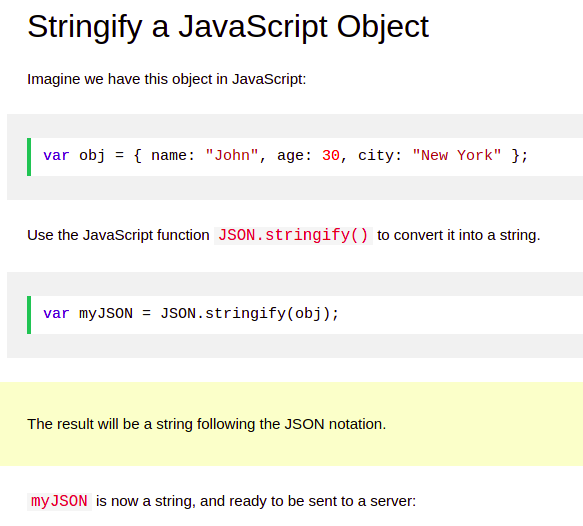 Stringify a JavaScript Object
Imagine we have this object in JavaScript:
var obj = { name: "John", age: 30, city: "New York" };
Use the JavaScript function JSON.stringify() to convert it into a string.
var myJSON = JSON.stringify(obj);
The result will be a string following the JSON notation.
myJSON is now a string, and ready to be sent to a server: